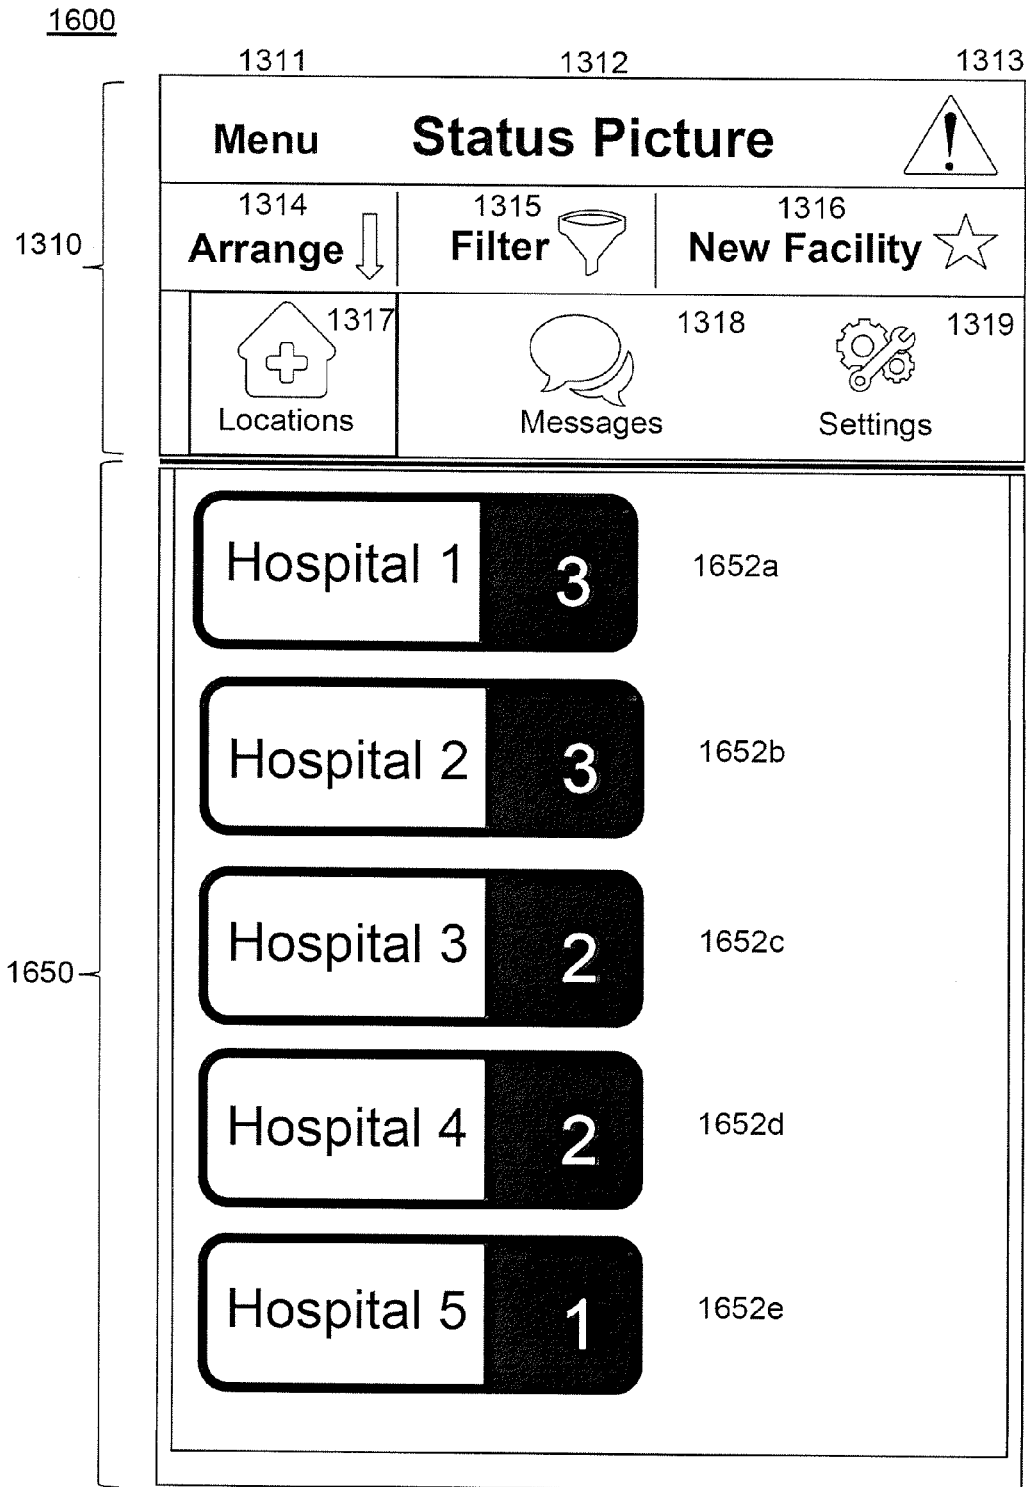 1600
1311 1312 1313
Menu Status Picture
1314 1315 1316
1310
Arrange Filter New Facility
1317 1318 1319
Locations Messages Settings
Hospital 1 3 1652a
Hospital 2 3 1652b
Hospital 3 2 1652c
1650
Hospital 4 2 1652d
Hospital 5 1 1652e